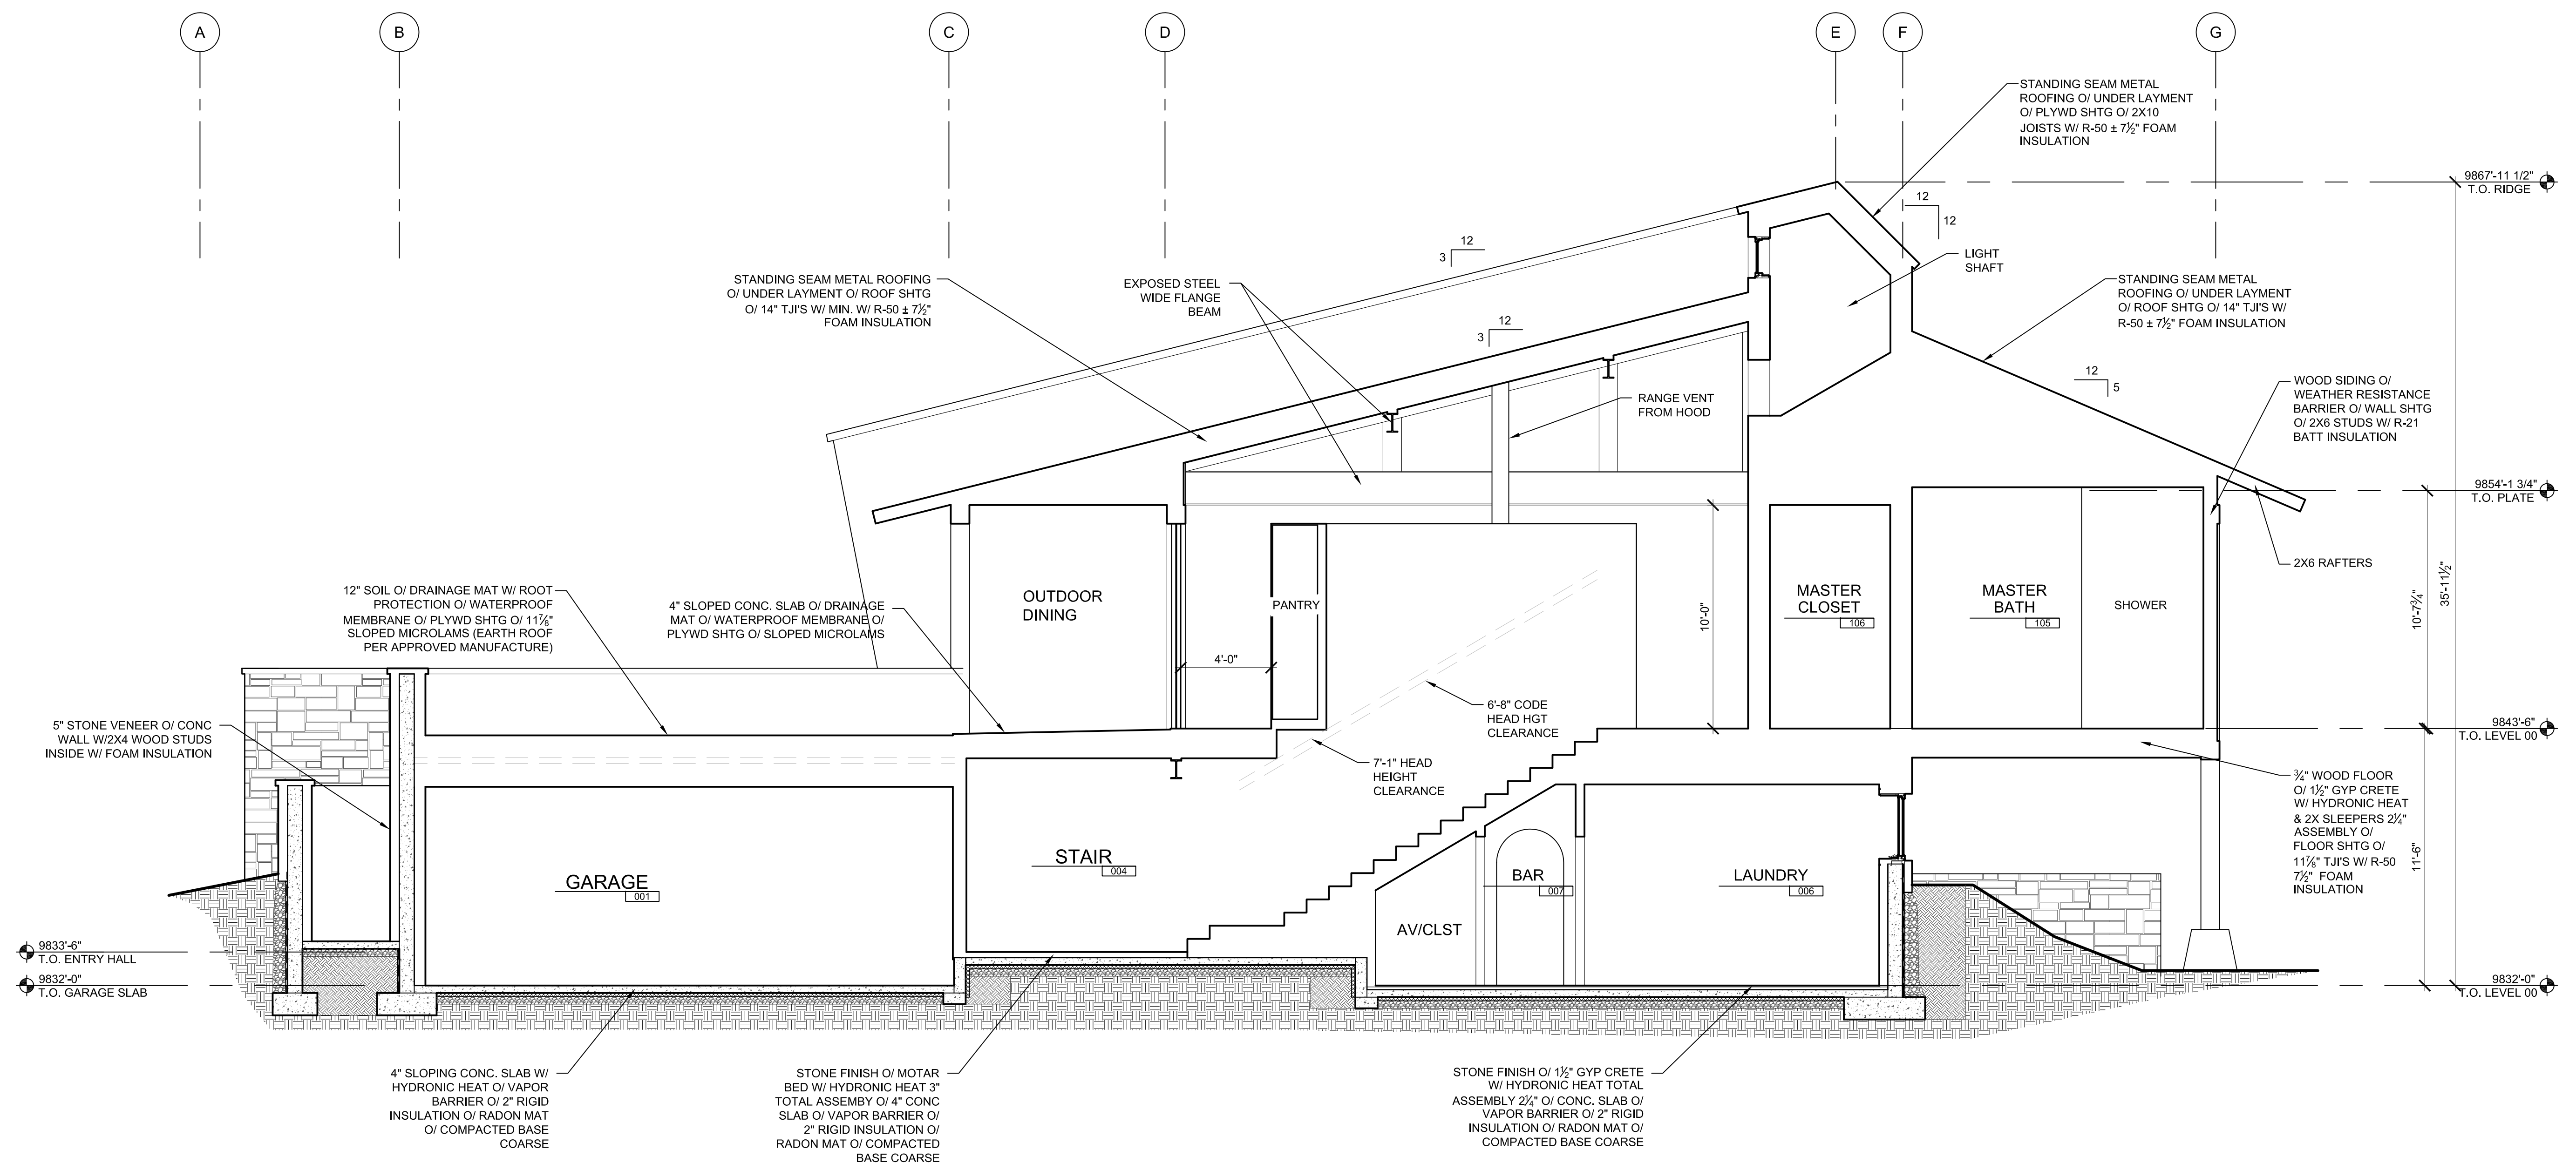 A
B
C
D
E
F
G
STANDING SEAM METAL
ROOFING O/ UNDER LAYMENT
O/ PLYWD SHTG O/ 2X10
JOISTS W/ R-50 ± 7½" FOAM
INSULATION
9867'-11 1/2"
T.O. RIDGE
12
12
12
3
LIGHT
SHAFT
STANDING SEAM METAL ROOFING
O/ UNDER LAYMENT O/ ROOF SHTG
O/ 14" TJI'S W/ MIN. W/ R-50 ± 7½"
FOAM INSULATION
EXPOSED STEEL
WIDE FLANGE
BEAM
STANDING SEAM METAL
ROOFING O/ UNDER LAYMENT
O/ ROOF SHTG O/ 14" TJI'S W/
R-50 ± 7½" FOAM INSULATION
12
3
12
5
WOOD SIDING O/
WEATHER RESISTANCE
BARRIER O/ WALL SHTG
O/ 2X6 STUDS W/ R-21
BATT INSULATION
RANGE VENT
FROM HOOD
9854'-1 3/4"
T.O. PLATE
2X6 RAFTERS
12" SOIL O/ DRAINAGE MAT W/ ROOT
PROTECTION O/ WATERPROOF
MEMBRANE O/ PLYWD SHTG O/ 11⅞"
SLOPED MICROLAMS (EARTH ROOF
PER APPROVED MANUFACTURE)
4" SLOPED CONC. SLAB O/ DRAINAGE
MAT O/ WATERPROOF MEMBRANE O/
PLYWD SHTG O/ SLOPED MICROLAMS
OUTDOOR
DINING
PANTRY
10'-0"
MASTER
CLOSET
106
MASTER
BATH
105
SHOWER
10'-7¾"
35'-11½"
4'-0"
6'-8" CODE
HEAD HGT
CLEARANCE
5" STONE VENEER O/ CONC
WALL W/2X4 WOOD STUDS
INSIDE W/ FOAM INSULATION
9843'-6"
T.O. LEVEL 00
7'-1" HEAD
HEIGHT
CLEARANCE
¾" WOOD FLOOR
O/ 1½" GYP CRETE
W/ HYDRONIC HEAT
& 2X SLEEPERS 2¼"
ASSEMBLY O/
FLOOR SHTG O/
11⅞" TJI'S W/ R-50
7½" FOAM
INSULATION
11'-6"
GARAGE
001
STAIR
004
BAR
007
LAUNDRY
006
AV/CLST
9833'-6"
T.O. ENTRY HALL
9832'-0"
T.O. GARAGE SLAB
9832'-0"
T.O. LEVEL 00
4" SLOPING CONC. SLAB W/
HYDRONIC HEAT O/ VAPOR
BARRIER O/ 2" RIGID
INSULATION O/ RADON MAT
O/ COMPACTED BASE
COARSE
STONE FINISH O/ MOTAR
BED W/ HYDRONIC HEAT 3"
TOTAL ASSEMBY O/ 4" CONC
SLAB O/ VAPOR BARRIER O/
2" RIGID INSULATION O/
RADON MAT O/ COMPACTED
BASE COARSE
STONE FINISH O/ 1½" GYP CRETE
W/ HYDRONIC HEAT TOTAL
ASSEMBLY 2¼" O/ CONC. SLAB O/
VAPOR BARRIER O/ 2" RIGID
INSULATION O/ RADON MAT O/
COMPACTED BASE COARSE